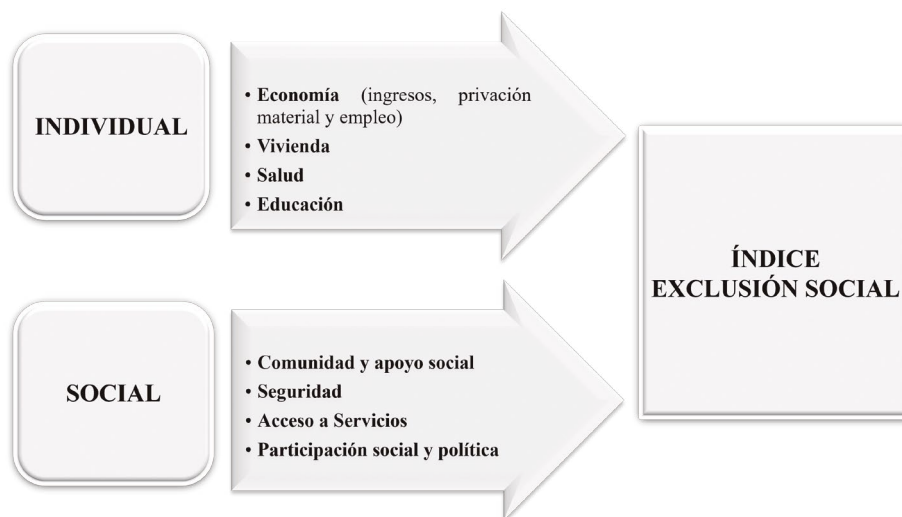 INDIVIDUAL
• Economía (ingresos, privación
material y empleo)
• Vivienda
• Salud
• Educación
SOCIAL
• Comunidad y apoyo social
• Seguridad
• Acceso a Servicios
• Participación social y política
ÍNDICE
EXCLUSIÓN SOCIAL